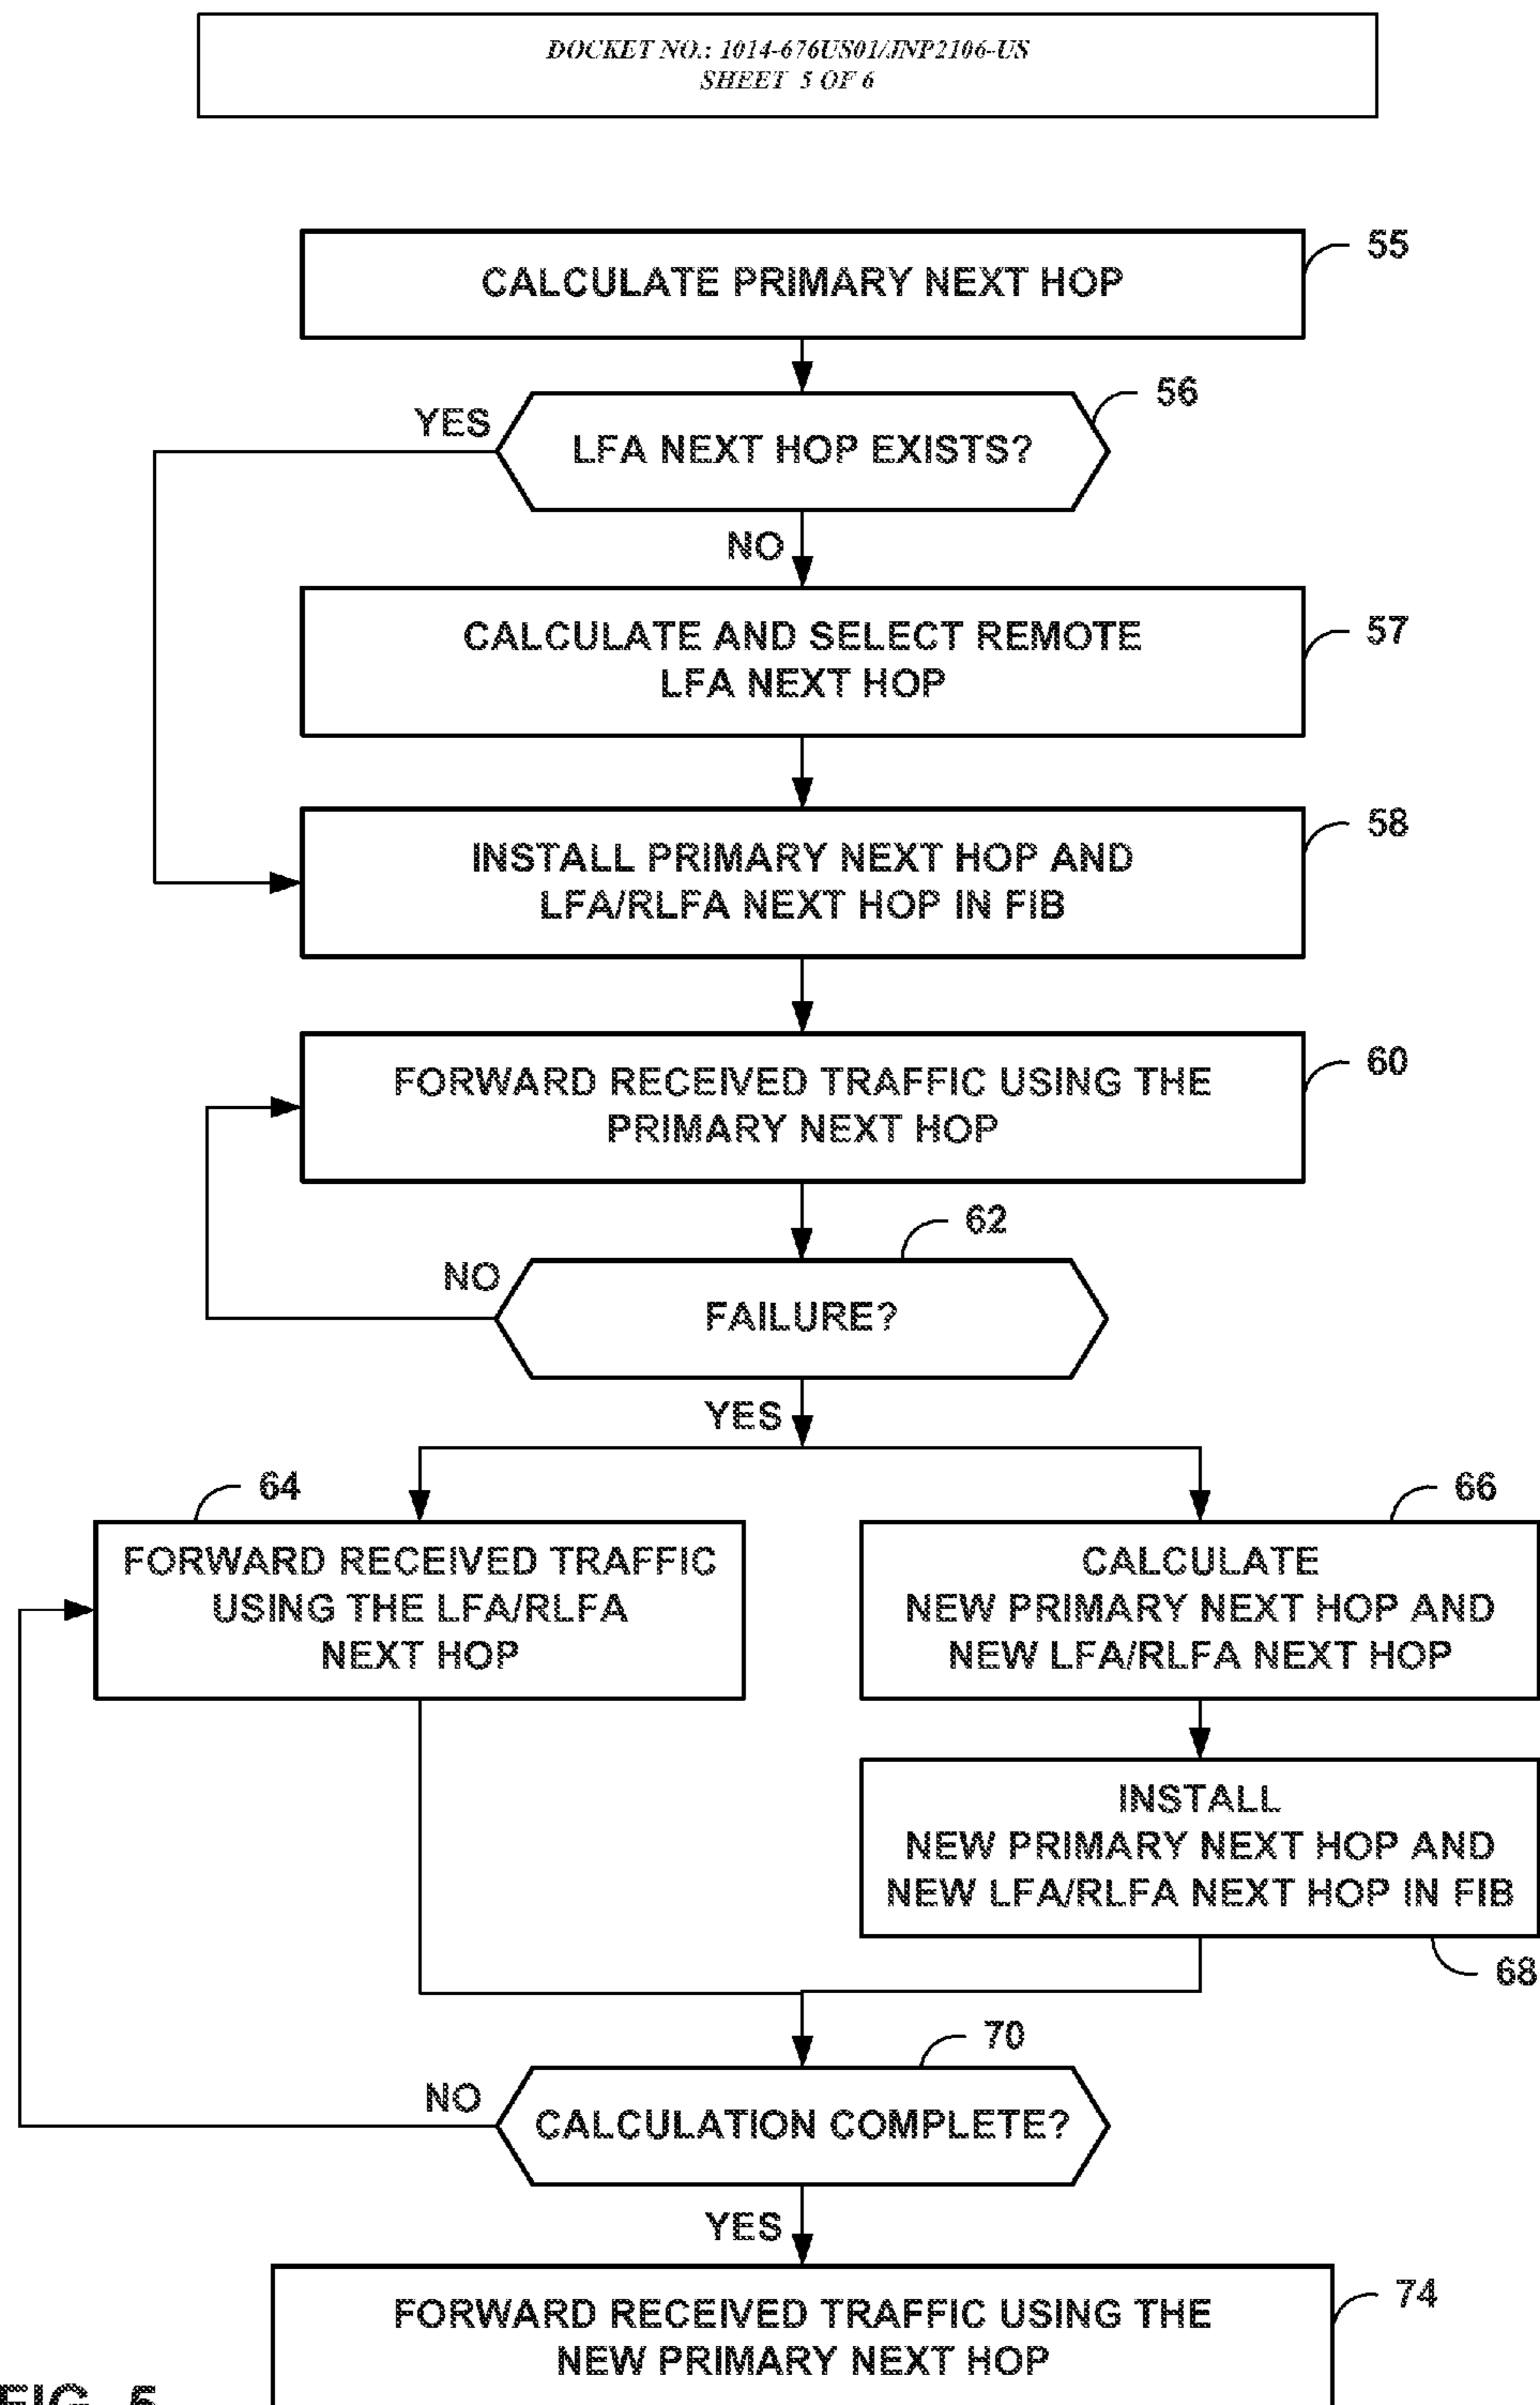 DOCKET NO.: 1014-676US01/JNP2106-US
SHEET 5 OF 6
55
CALCULATE PRIMARY NEXT HOP
56
YES
LFA NEXT HOP EXISTS?
NO
57
CALCULATE AND SELECT REMOTE
LFA NEXT HOP
58
INSTALL PRIMARY NEXT HOP AND
LFA/RLFA NEXT HOP IN FIB
60
FORWARD RECEIVED TRAFFIC USING THE
PRIMARY NEXT HOP
62
NO
FAILURE?
YES
64
FORWARD RECEIVED TRAFFIC
USING THE LFA/RLFA
NEXT HOP
66
CALCULATE
NEW PRIMARY NEXT HOP AND
NEW LFA/RLFA NEXT HOP
INSTALL
NEW PRIMARY NEXT HOP AND
NEW LFA/RLFA NEXT HOP IN FIB
68
70
NO
CALCULATION COMPLETE?
YES
74
FORWARD RECEIVED TRAFFIC USING THE
NEW PRIMARY NEXT HOP
FIG. 5